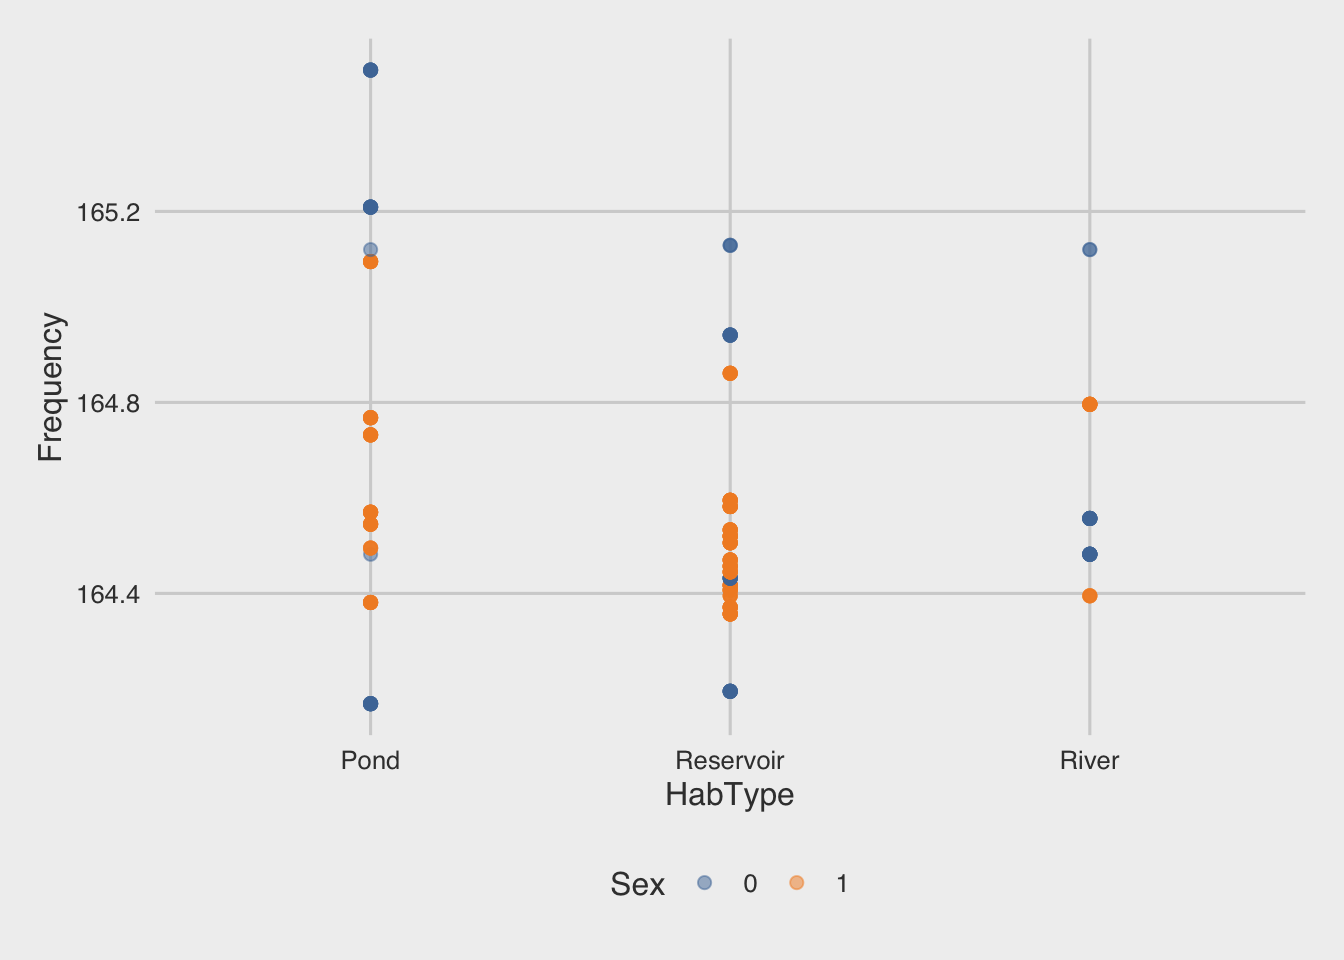 165.2
164.8
164.4
Frequency
Pond Reservoir River
HabType
Sex 0 1